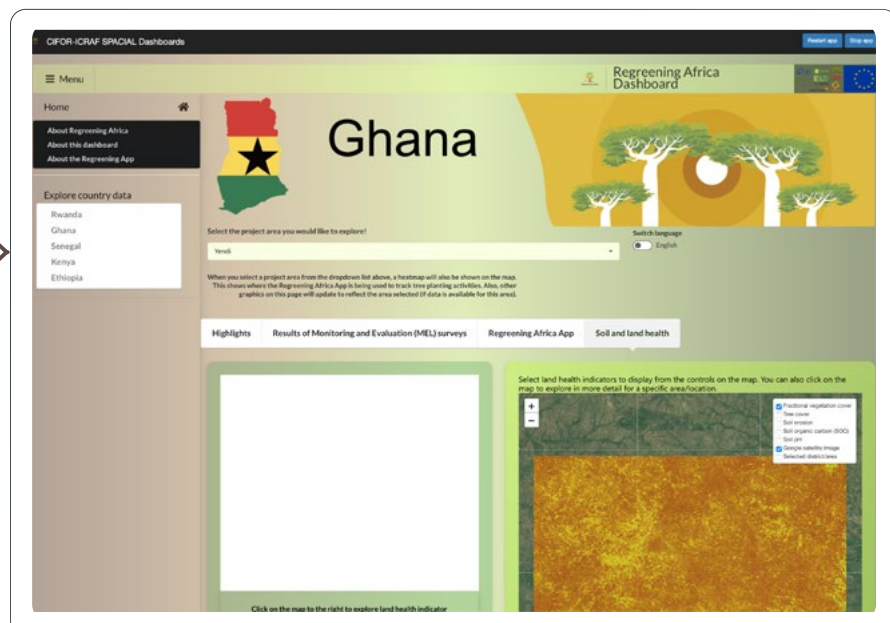 CIFOR-ICRAF SPACIAL Dashboards
Restart app
Stop app
Menu
Regreening Africa
Dashboard
Home
About Regreening Africa
About this dashboard
About the Regreening App
Explore country data
Rwanda
Ghana
Senegal
Kenya
Ethiopia
Ghana
Select the project area you would like to explore!
Yendi
Switch language
English
When you select a project area from the dropdown list above, a heatmap will also be shown on the map.
This shows where the Regreening Africa App is being used to track tree planting activities. Also, other
graphics on this page will update to reflect the area selected (if data is available for this area).
Highlights
Results of Monitoring and Evaluation (MEL) surveys
Regreening Africa App
Soil and land health
Click on the map to the right to explore land health indicator
Select land health indicators to display from the controls on the map. You can also click on the
map to explore in more detail for a specific area/location.
+
−
Fractional vegetation cover
Tree cover
Soil erosion
Soil organic carbon (SOC)
Soil pH
Google satellite image
Selected district/area